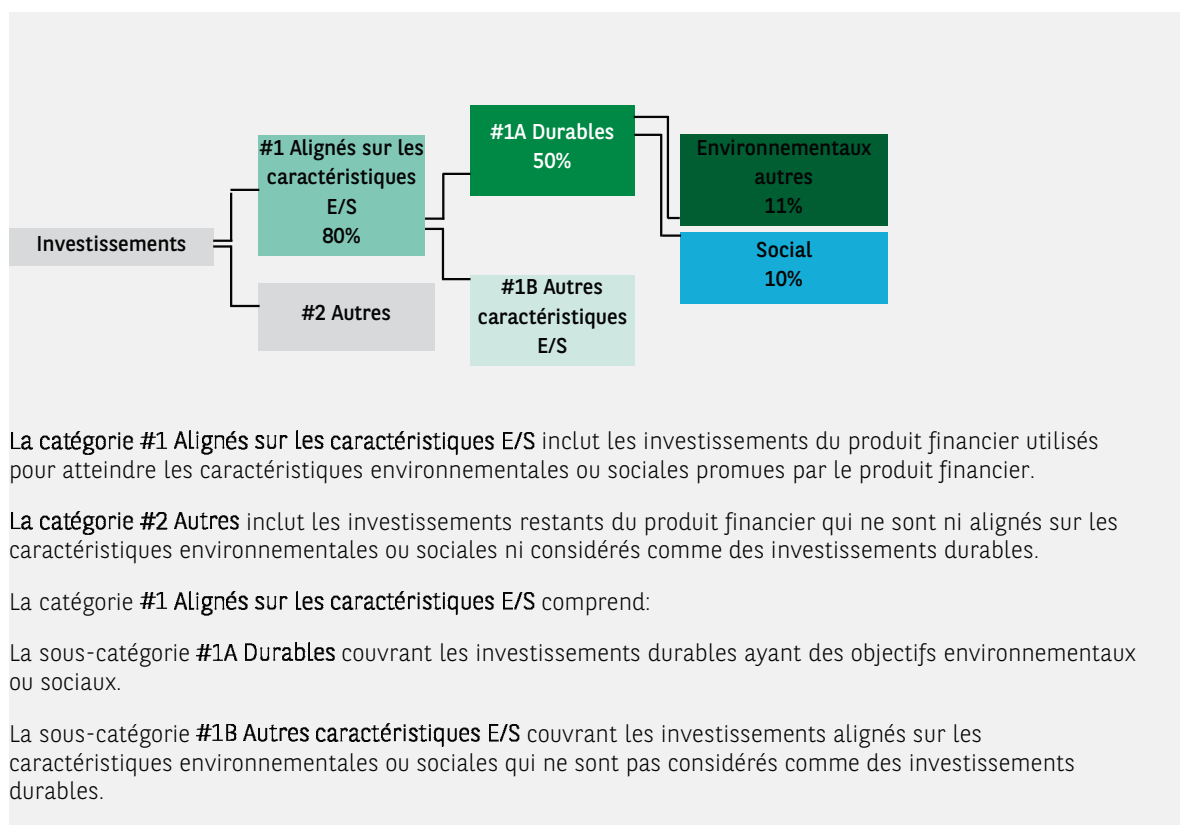 Investissements
#1 Alignés sur les
caractéristiques
E/S
80%
#2 Autres
#1A Durables
50%
#1B Autres
caractéristiques
E/S
Environnementaux
autres
11%
Social
10%
La catégorie #1 Alignés sur les caractéristiques E/S inclut les investissements du produit financier utilisés
pour atteindre les caractéristiques environnementales ou sociales promues par le produit financier.
La catégorie #2 Autres inclut les investissements restants du produit financier qui ne sont ni alignés sur les
caractéristiques environnementales ou sociales ni considérés comme des investissements durables.
La catégorie #1 Alignés sur les caractéristiques E/S comprend:
La sous-catégorie #1A Durables couvrant les investissements durables ayant des objectifs environnementaux
ou sociaux.
La sous-catégorie #1B Autres caractéristiques E/S couvrant les investissements alignés sur les
caractéristiques environnementales ou sociales qui ne sont pas considérés comme des investissements
durables.